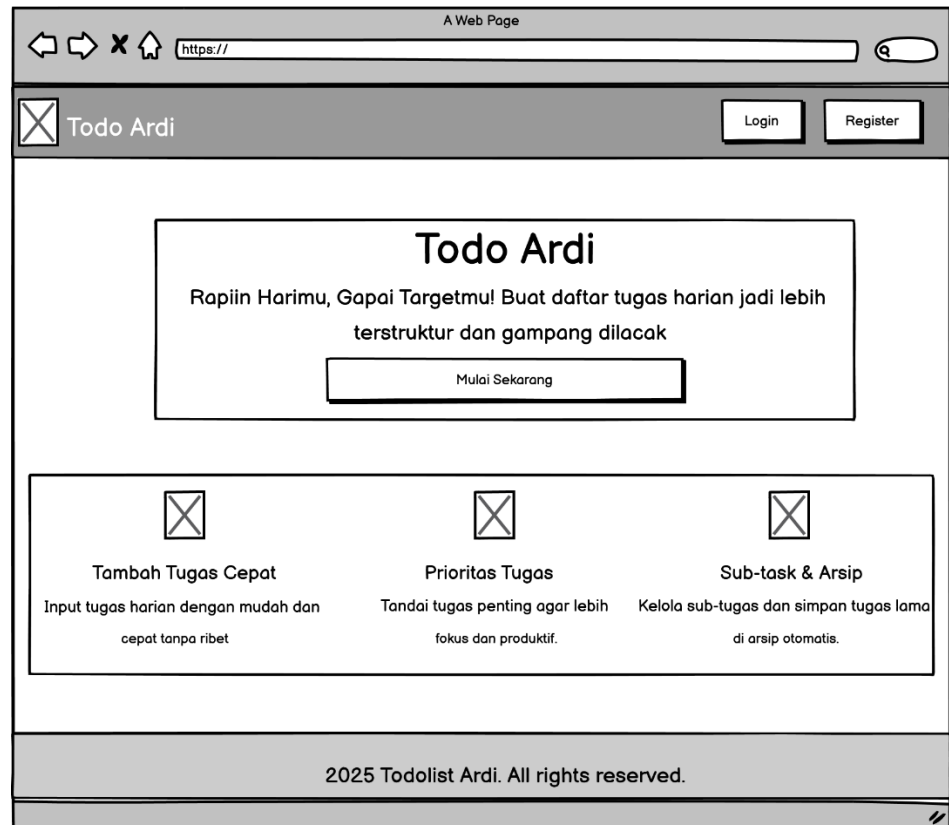 A Web Page
https://
Todo Ardi
Login
Register
Todo Ardi
Rapiin Harimu, Gapai Targetmu! Buat daftar tugas harian jadi lebih
terstruktur dan gampang dilacak
Mulai Sekarang
Tambah Tugas Cepat
Input tugas harian dengan mudah dan
cepat tanpa ribet
Prioritas Tugas
Tandai tugas penting agar lebih
fokus dan produktif.
Sub-task & Arsip
Kelola sub-tugas dan simpan tugas lama
di arsip otomatis.
2025 Todolist Ardi. All rights reserved.